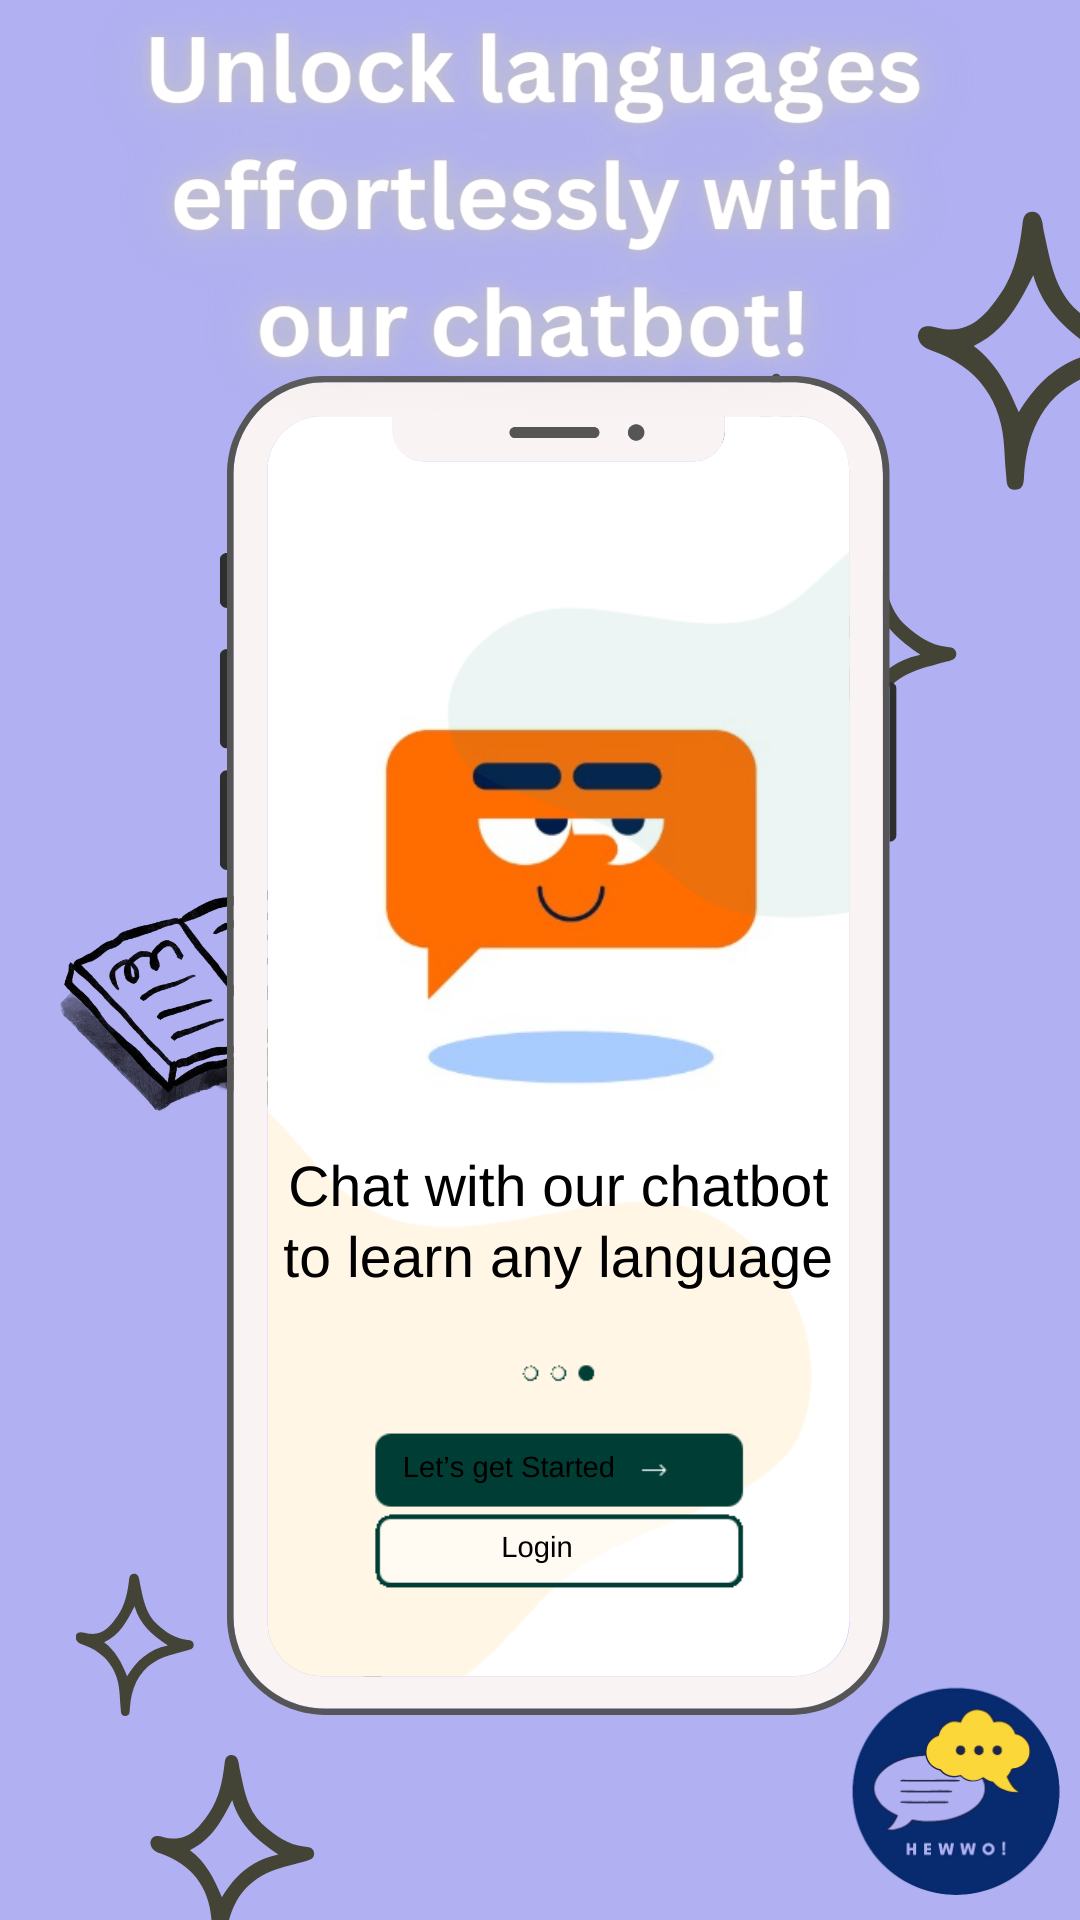 Unlock languages
effortlessly with
our chatbot!
Chat with our chatbot
to learn any language
Let's get Started →
Login
HEWWO!